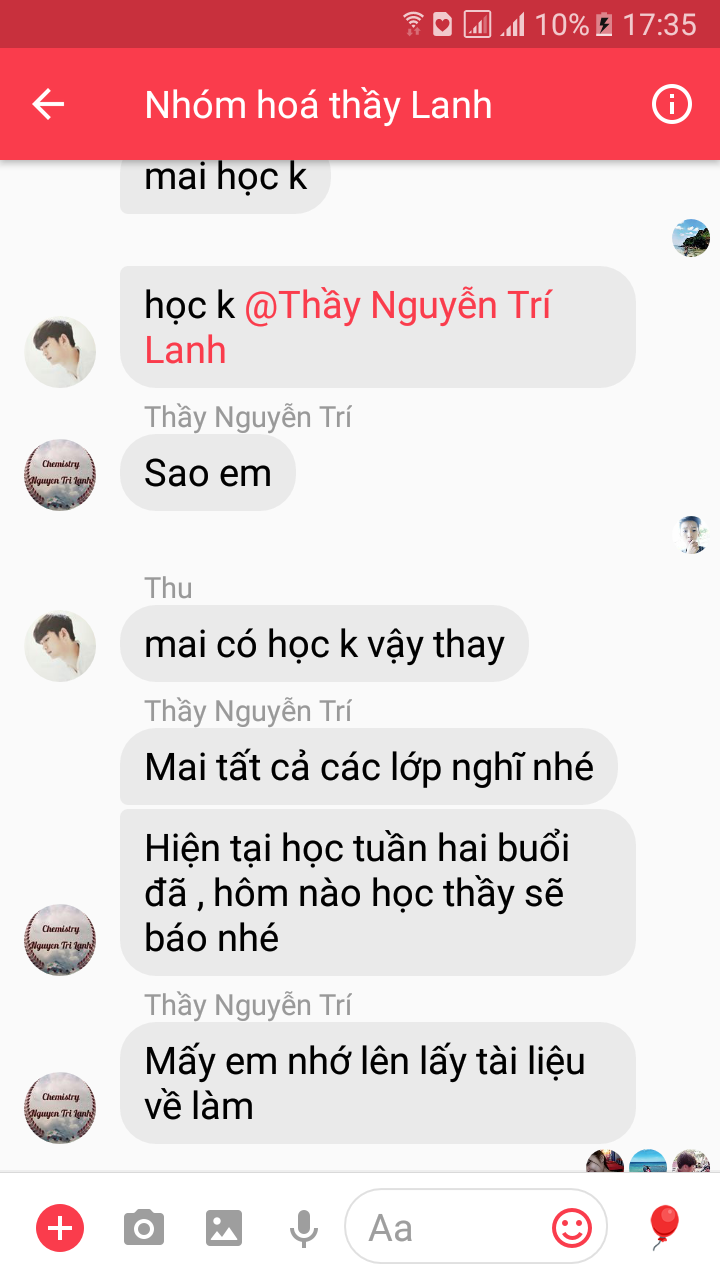 10% 17:35
Nhóm hoá thầy Lanh
mai học k
học k @Thầy Nguyễn Trí
Lanh
Thầy Nguyễn Trí
Chemistry
Nguyen Tri Lanh
Sao em
Thu
mai có học k vậy thay
Thầy Nguyễn Trí
Mai tất cả các lớp nghĩ nhé
Hiện tại học tuần hai buổi
đã , hôm nào học thầy sẽ
báo nhé
Chemistry
Nguyen Tri Lanh
Thầy Nguyễn Trí
Mấy em nhớ lên lấy tài liệu
về làm
Chemistry
Nguyen Tri Lanh
Aa